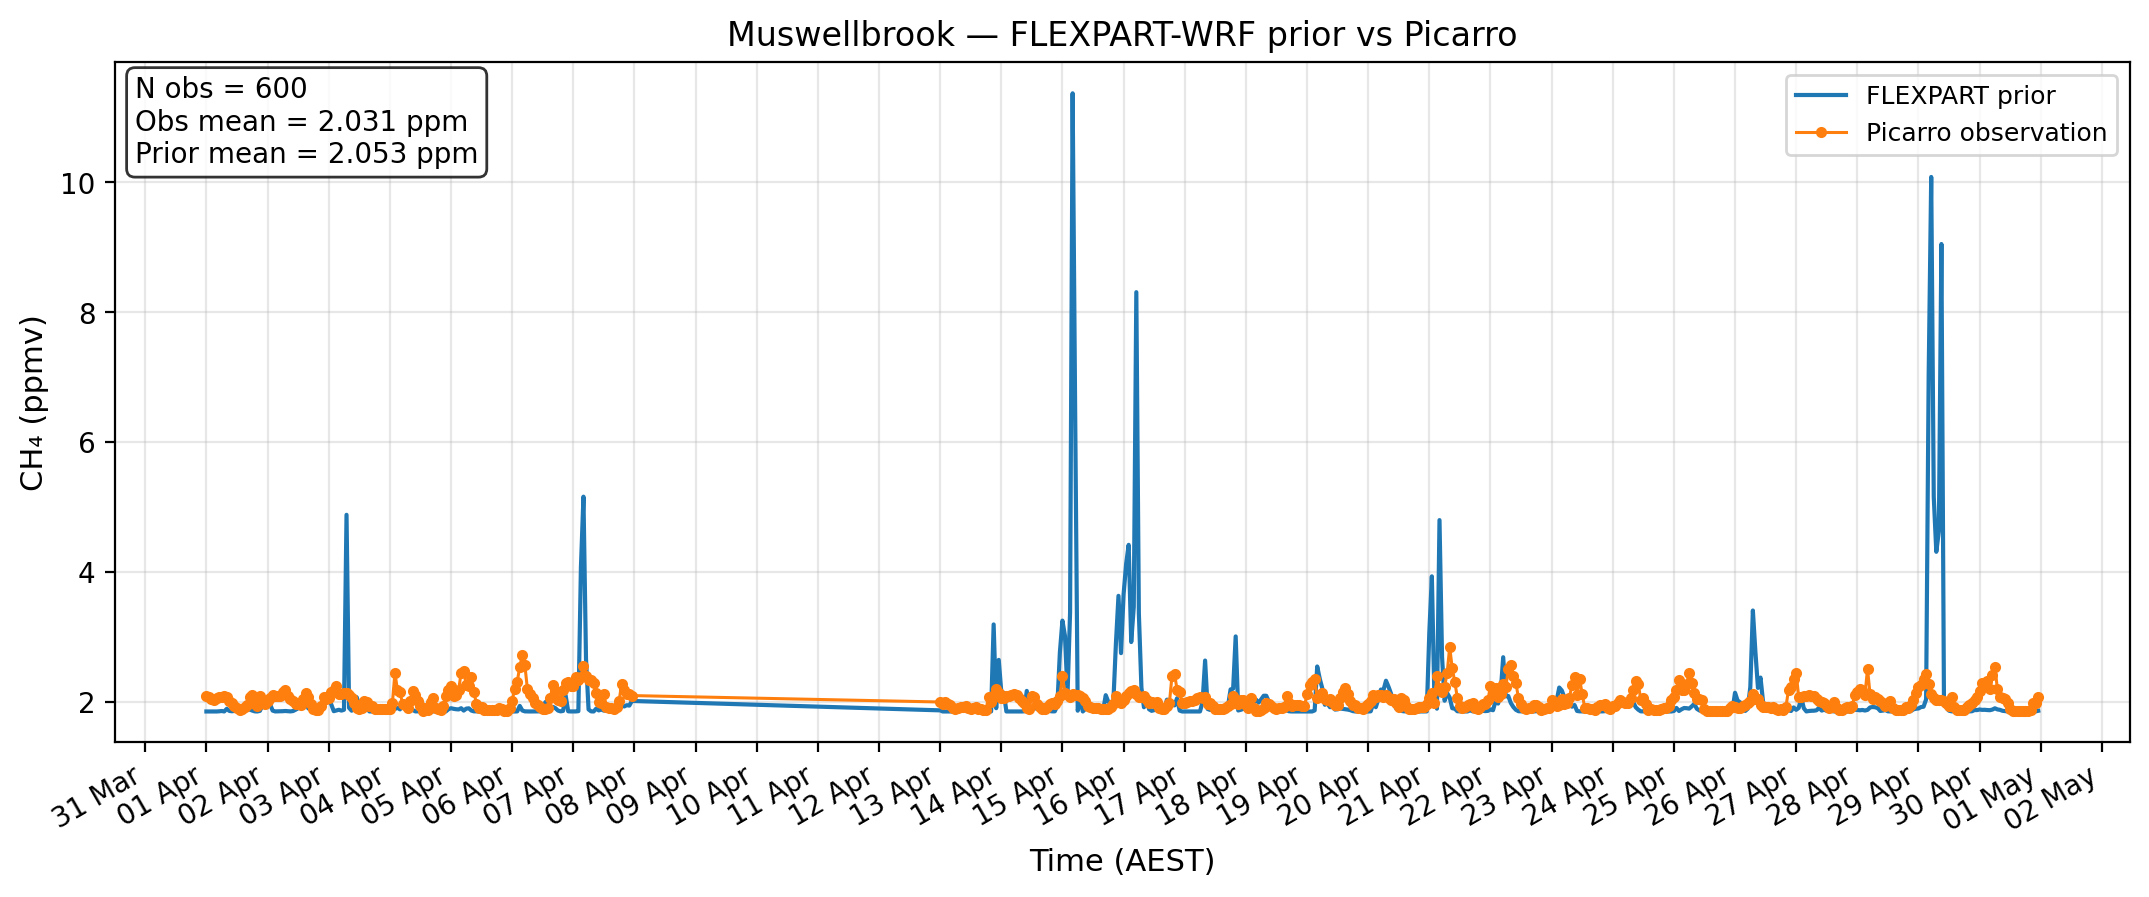 Muswellbrook — FLEXPART-WRF prior vs Picarro
N obs = 600
Obs mean = 2.031 ppm
Prior mean = 2.053 ppm
FLEXPART prior
Picarro observation
CH₄ (ppmv)
10
8
6
4
2
31 Mar
01 Apr
02 Apr
03 Apr
04 Apr
05 Apr
06 Apr
07 Apr
08 Apr
09 Apr
10 Apr
11 Apr
12 Apr
13 Apr
14 Apr
15 Apr
16 Apr
17 Apr
18 Apr
19 Apr
20 Apr
21 Apr
22 Apr
23 Apr
24 Apr
25 Apr
26 Apr
27 Apr
28 Apr
29 Apr
30 Apr
01 May
02 May
Time (AEST)